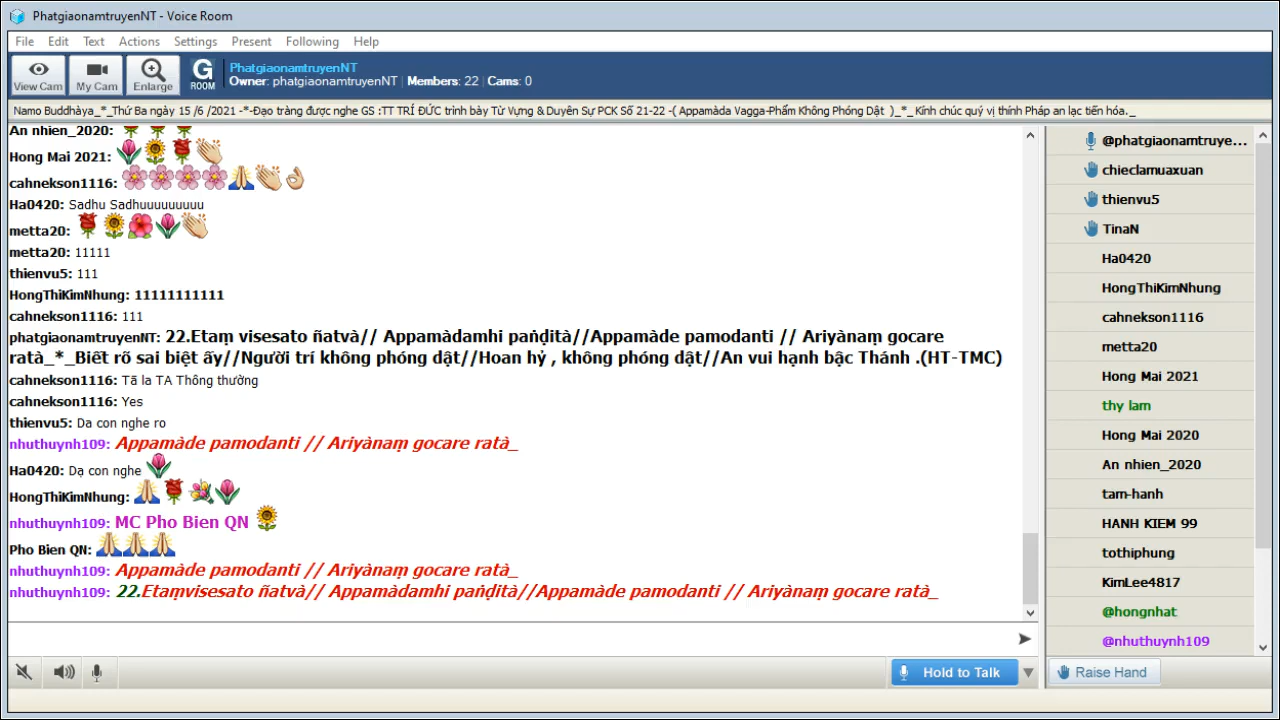 PhatgiaonamtruyenNT - Voice Room
File Edit Text Actions Settings Present Following Help
View Cam My Cam Enlarge G ROOM
PhatgiaonamtruyenNT
Owner: phatgiaonamtruyenNT | Members: 22 | Cams: 0
Namo Buddhàya_*_Thứ Ba ngày 15 /6 /2021 -*-Đạo tràng được nghe GS :TT TRÍ ĐỨC trình bày Từ Vựng & Duyên Sự PCK Số 21-22 -( Appamàda Vagga-Phẩm Không Phóng Dật )_*_ Kính chúc quý vị thính Pháp an lạc tiến hóa._
An nhien_2020:
Hong Mai 2021:
cahnekson1116:
Ha0420: Sadhu Sadhuuuuuuuuu
metta20:
metta20: 11111
thienvu5: 111
HongThiKimNhung: 11111111111
cahnekson1116: 111
phatgiaonamtruyenNT: 22.Etaṃ visesato ñatvà// Appamàdamhi paṇḍità//Appamàde pamodanti // Ariyànaṃ gocare
ratà_*_Biết rõ sai biệt ấy//Người trí không phóng dật//Hoan hỷ , không phóng dật//An vui hạnh bậc Thánh .(HT-TMC)
cahnekson1116: Tã la TA Thông thường
cahnekson1116: Yes
thienvu5: Da con nghe ro
nhuthuynh109: Appamàde pamodanti // Ariyànaṃ gocare ratà_
Ha0420: Dạ con nghe
HongThiKimNhung:
nhuthuynh109: MC Pho Bien QN
Pho Bien QN:
nhuthuynh109: Appamàde pamodanti // Ariyànaṃ gocare ratà_
nhuthuynh109: 22.Etaṃvisesato ñatvà// Appamàdamhi paṇḍità//Appamàde pamodanti // Ariyànaṃ gocare ratà_
@phatgiaonamtruye...
chieclamuaxuan
thienvu5
TinaN
Ha0420
HongThiKimNhung
cahnekson1116
metta20
Hong Mai 2021
thy lam
Hong Mai 2020
An nhien_2020
tam-hanh
HANH KIEM 99
tothiphung
KimLee4817
@hongnhat
@nhuthuynh109
Hold to Talk
Raise Hand